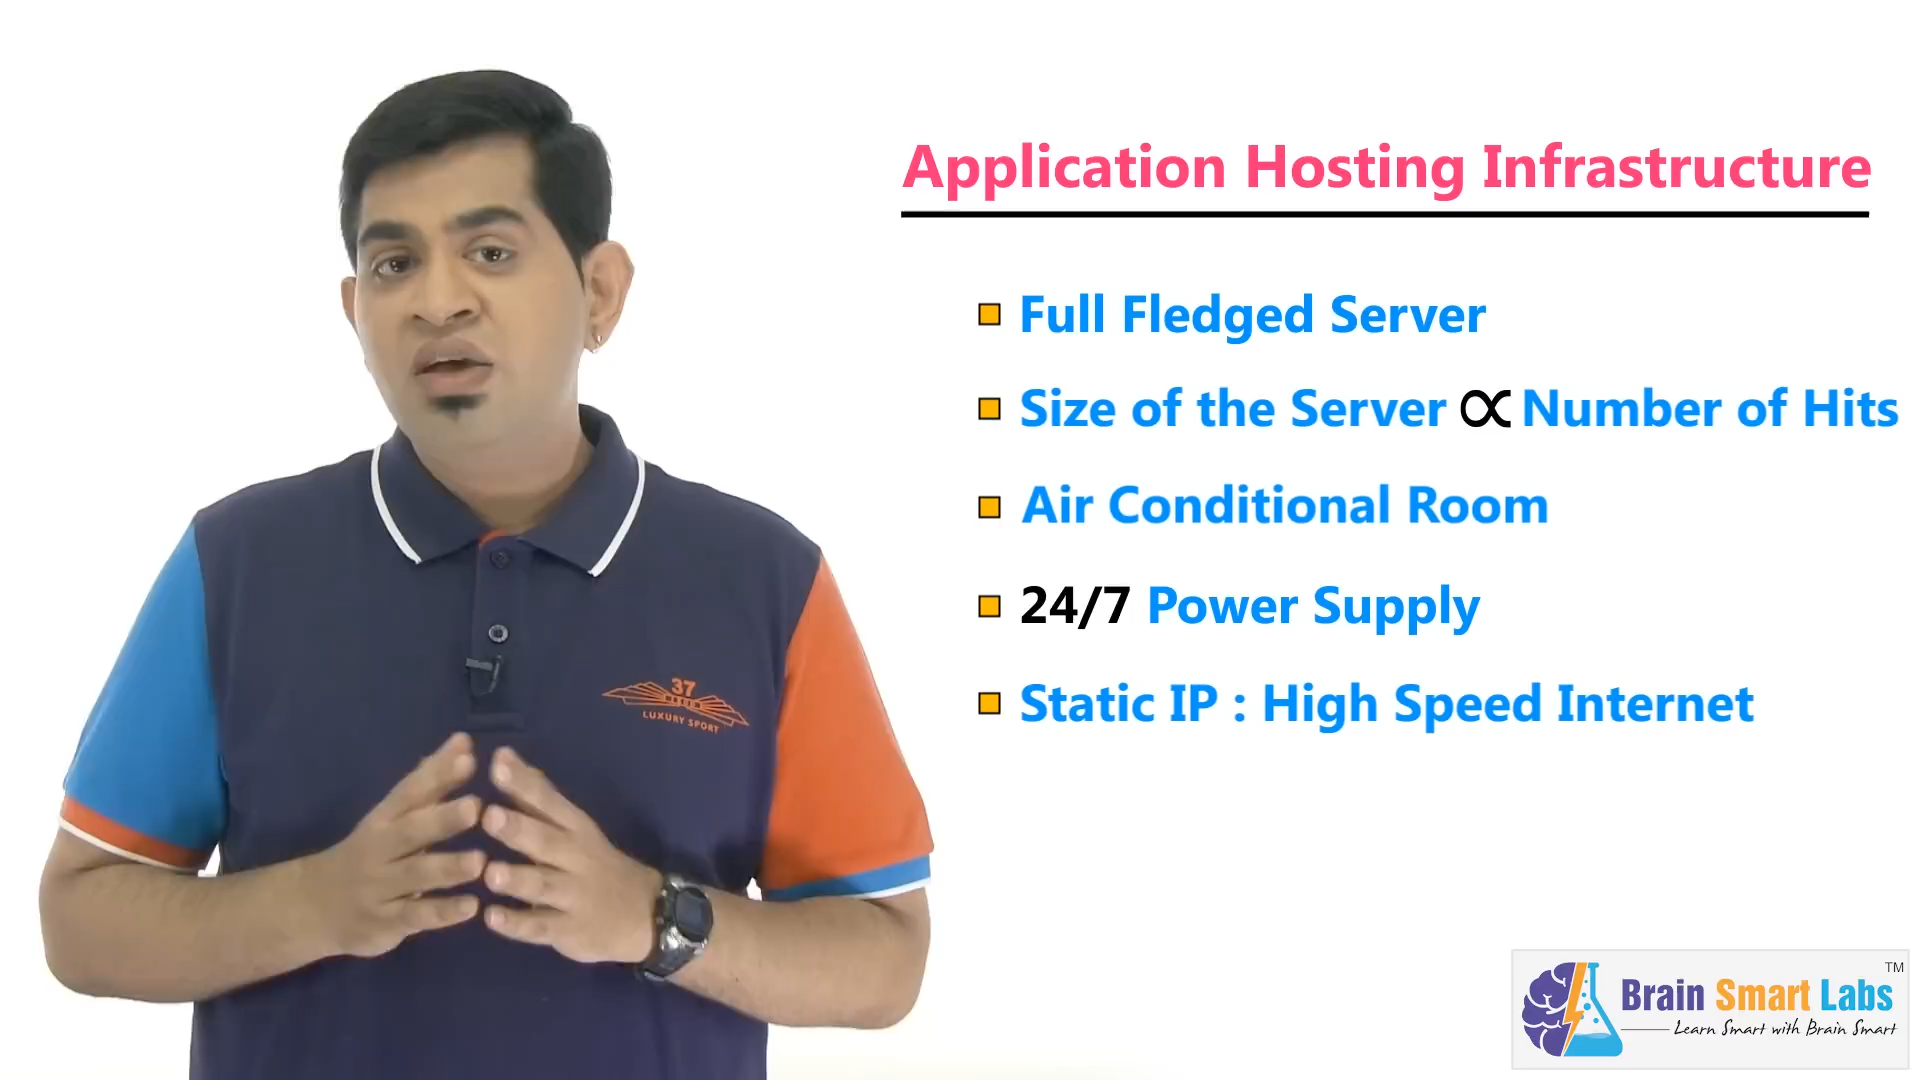 Application Hosting Infrastructure
Full Fledged Server
Size of the Server ∝ Number of Hits
Air Conditional Room
24/7 Power Supply
Static IP : High Speed Internet
37
LUXURY SPORT
Brain Smart Labs TM
Learn Smart with Brain Smart